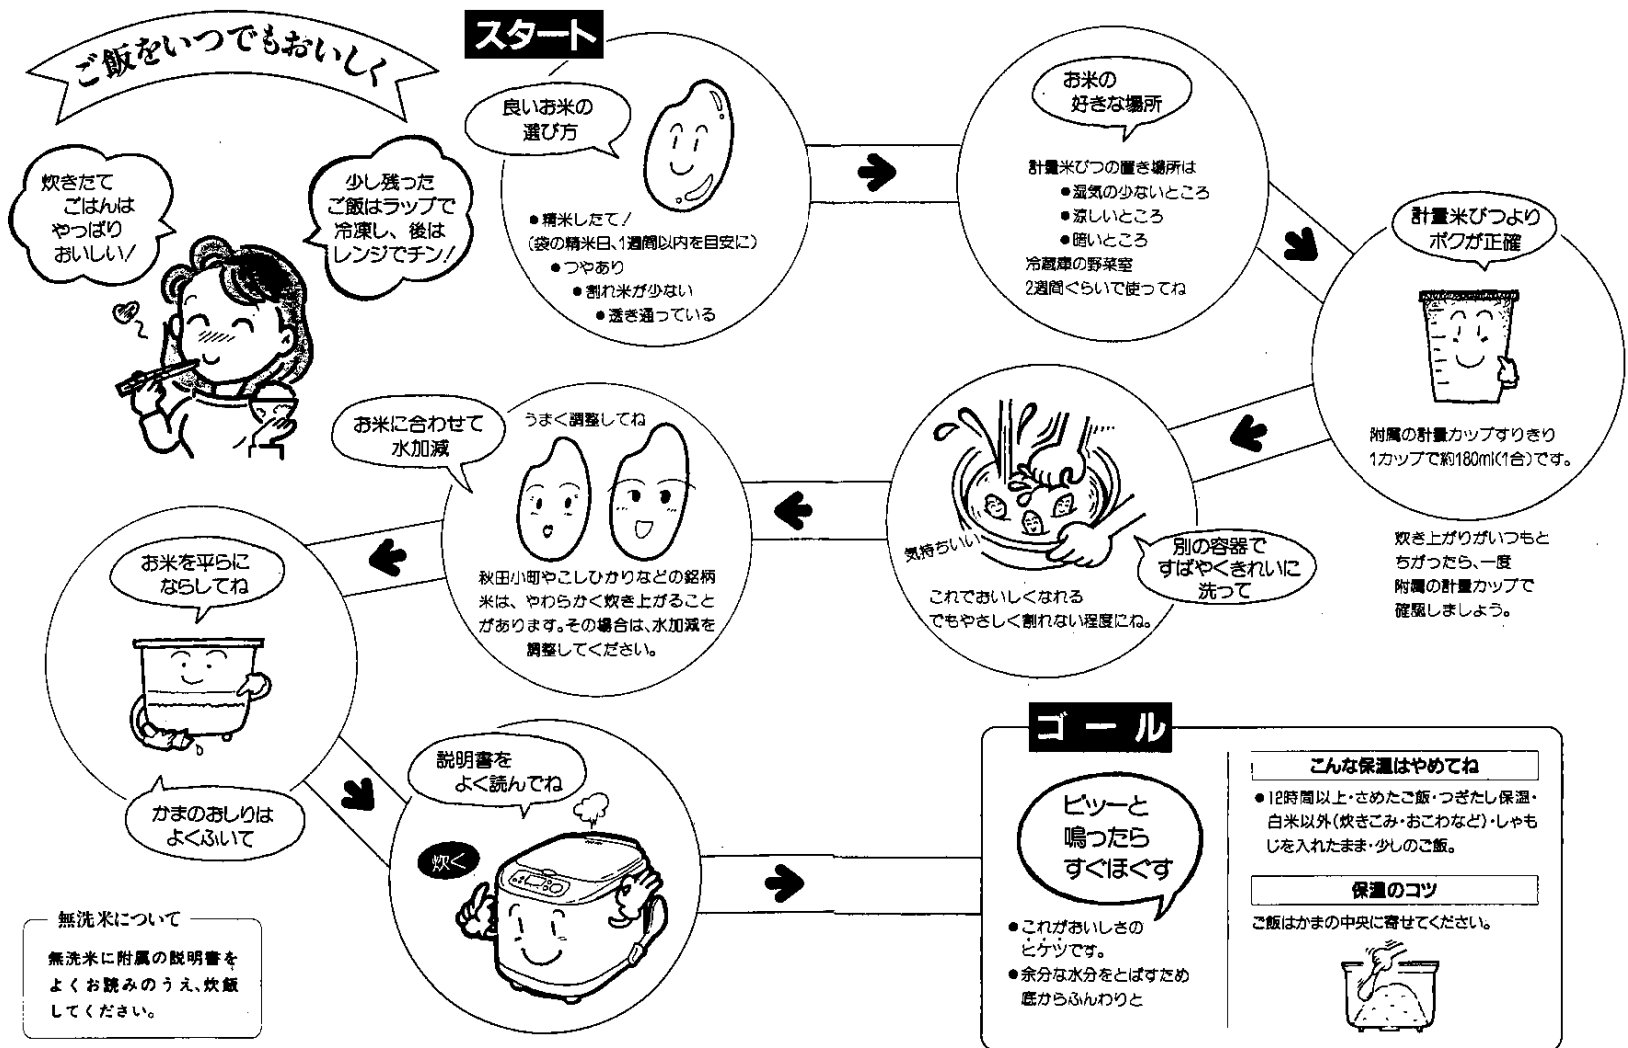 ご飯をいつでもおいしく
炊きたて
ごはんは
やっぱり
おいしい!
少し残った
ご飯はラップで
冷凍し、後は
レンジでチン!
スタート
良いお米の
選び方
●精米したて!
(袋の精米日、1週間以内を目安に)
●つやあり
●割れ米が少ない
●透き通っている
お米の
好きな場所
計量米びつの置き場所は
●湿気の少ないところ
●涼しいところ
●暗いところ
冷蔵庫の野菜室
2週間ぐらいで使ってね
計量米びつより
ボクが正確
附属の計量カップすりきり
1カップで約180ml(1合)です。
炊き上がりがいつもと
ちがったら、一度
附属の計量カップで
確認しましょう。
別の容器で
すばやくきれいに
洗って
気持ちいい
これでおいしくなれる
でもやさしく割れない程度にね。
お米に合わせて
水加減
うまく調整してね
秋田小町やこしひかりなどの銘柄
米は、やわらかく炊き上がること
があります。その場合は、水加減を
調整してください。
お米を平らに
ならしてね
かまのおしりは
よくふいて
説明書を
よく読んでね
炊く
ゴール
ピッーと
鳴ったら
すぐほぐす
●これがおいしさの
ヒケツです。
●余分な水分をとばすため
底からふんわりと
こんな保温はやめてね
●12時間以上・さめたご飯・つぎたし保温・
白米以外(炊きこみ・おこわなど)・しゃも
じを入れたまま・少しのご飯。
保温のコツ
ご飯はかまの中央に寄せてください。
無洗米について
無洗米に附属の説明書を
よくお読みのうえ、炊飯
してください。